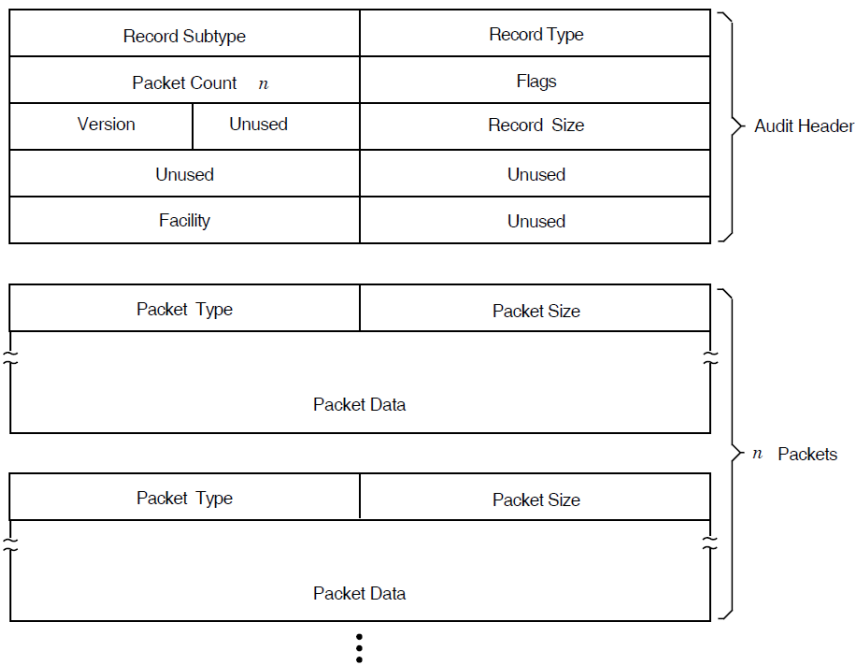 Record Subtype Record Type
Packet Count n Flags
Version Unused Record Size
Audit Header
Unused Unused
Facility Unused
Packet Type Packet Size
Packet Data
n Packets
Packet Type Packet Size
Packet Data